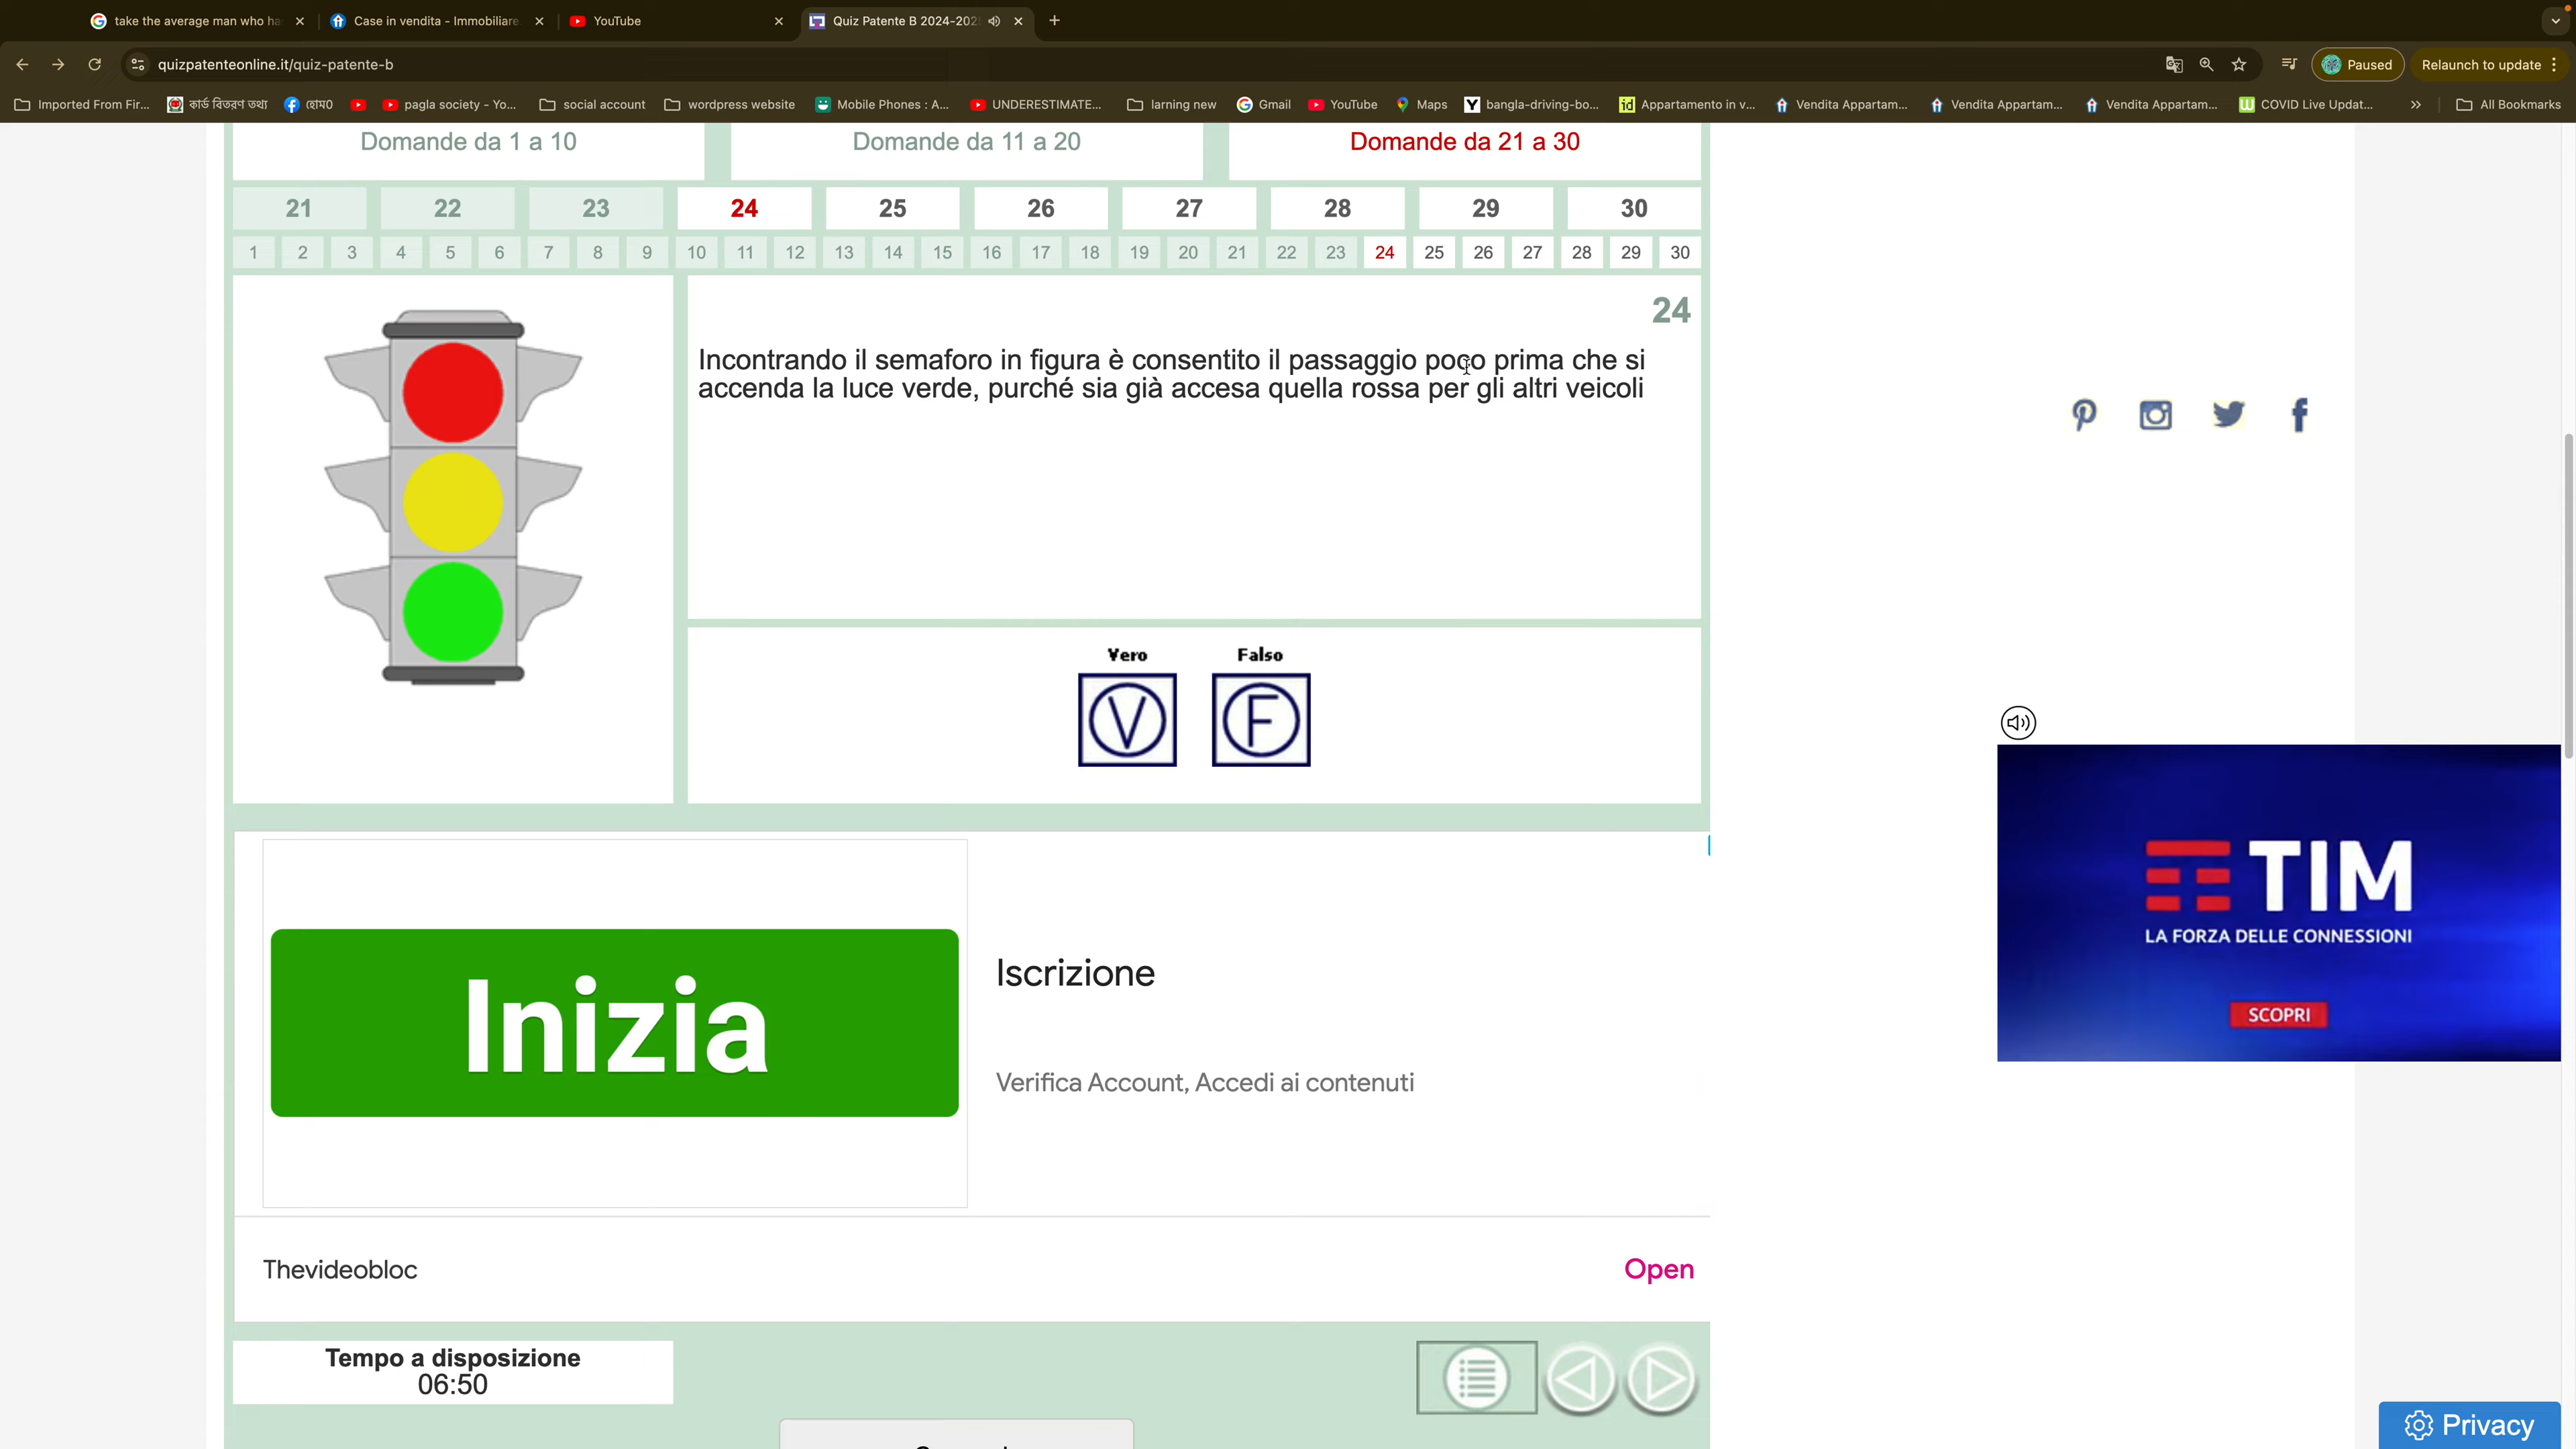 take the average man who ha
Case in vendita - Immobiliare.
YouTube
Quiz Patente B 2024-202
quizpatenteonline.it/quiz-patente-b
Paused
Relaunch to update
Imported From Fir...
কার্ড বিতরণ তথ্য
হোম0
pagla society - Yo...
social account
wordpress website
Mobile Phones : A...
UNDERESTIMATE...
larning new
Gmail
YouTube
Maps
bangla-driving-bo...
Appartamento in v...
Vendita Appartam...
Vendita Appartam...
Vendita Appartam...
COVID Live Updat...
All Bookmarks
Domande da 1 a 10
Domande da 11 a 20
Domande da 21 a 30
21 22 23 24 25 26 27 28 29 30
1 2 3 4 5 6 7 8 9 10 11 12 13 14 15 16 17 18 19 20 21 22 23 24 25 26 27 28 29 30
24
Incontrando il semaforo in figura è consentito il passaggio poco prima che si
accenda la luce verde, purché sia già accesa quella rossa per gli altri veicoli
Vero Falso
V F
TIM
LA FORZA DELLE CONNESSIONI
SCOPRI
Inizia
Iscrizione
Verifica Account, Accedi ai contenuti
Thevideobloc
Open
Tempo a disposizione
06:50
Privacy